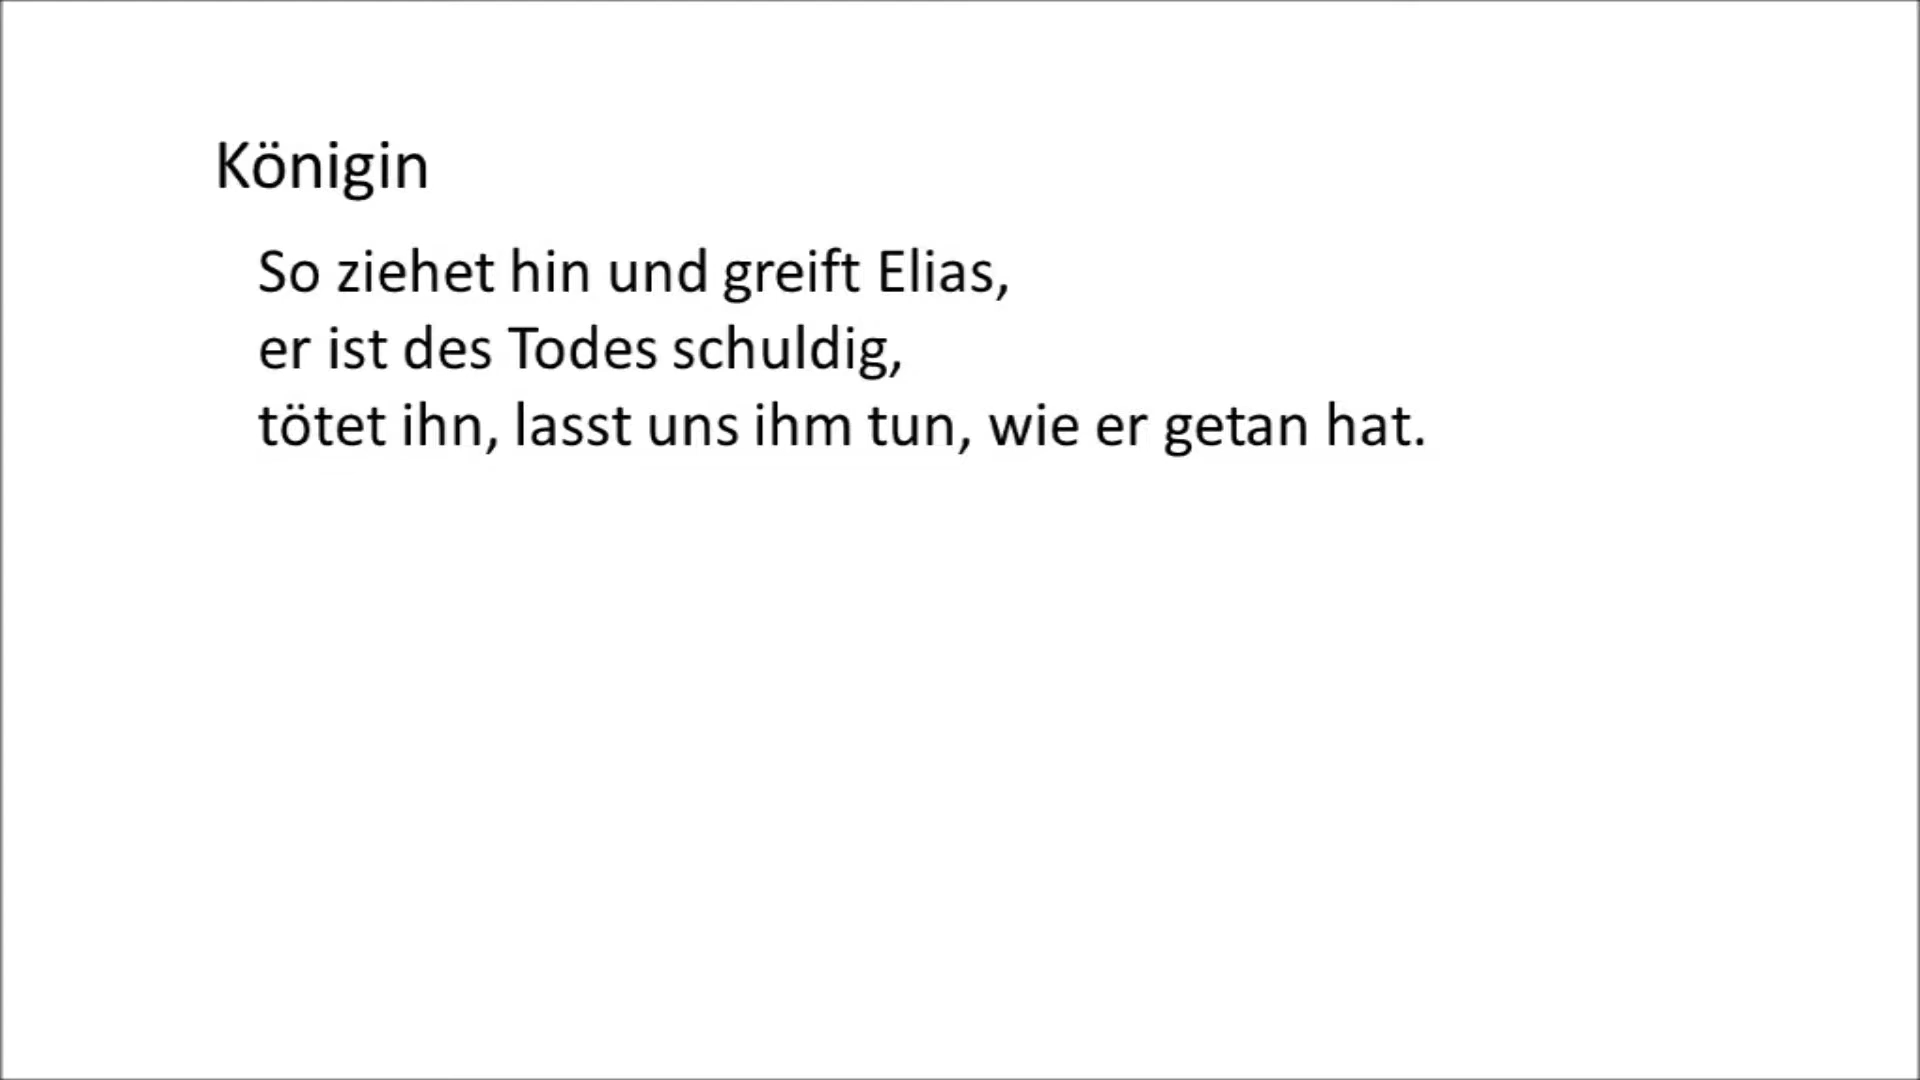 Königin
So ziehet hin und greift Elias,
er ist des Todes schuldig,
tötet ihn, lasst uns ihm tun, wie er getan hat.